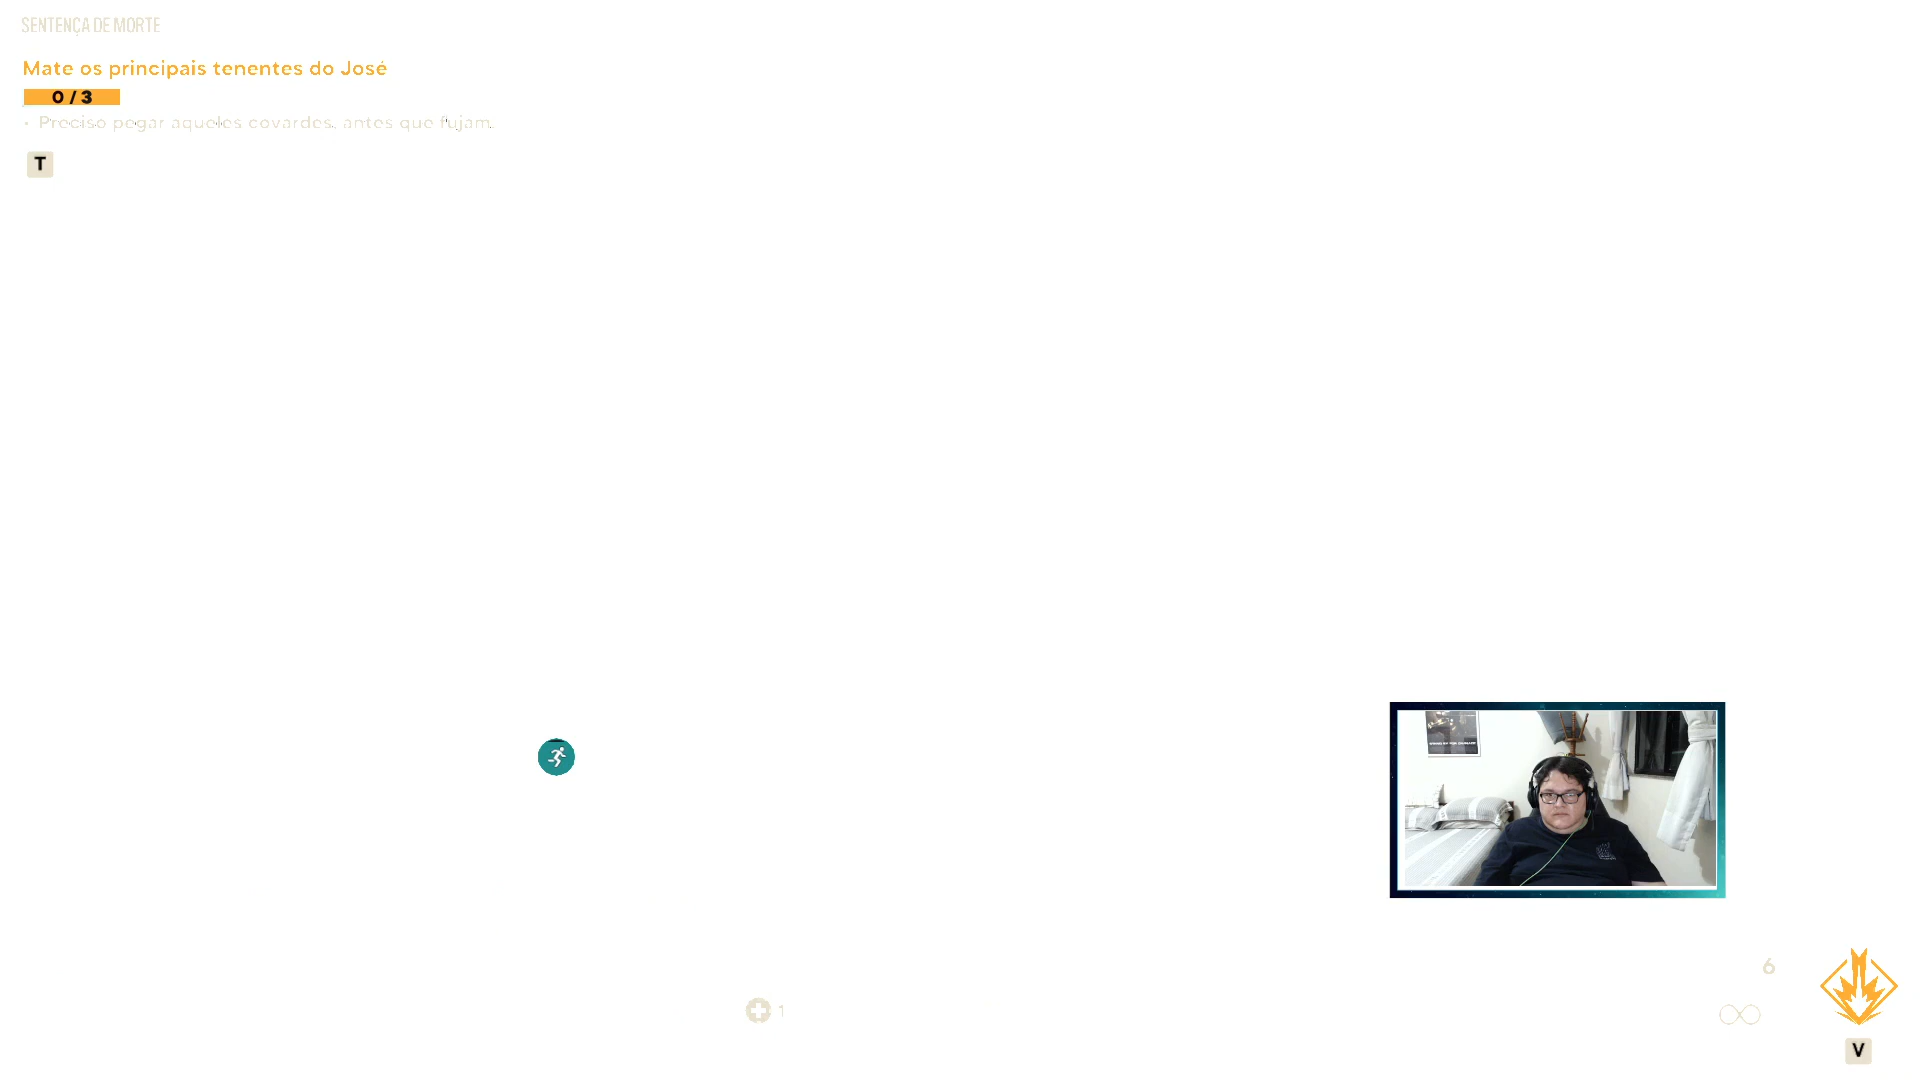 SENTENÇA DE MORTE
Mate os principais tenentes do José
0 / 3
• Preciso pegar aqueles covardes, antes que fujam.
T
6
1
V